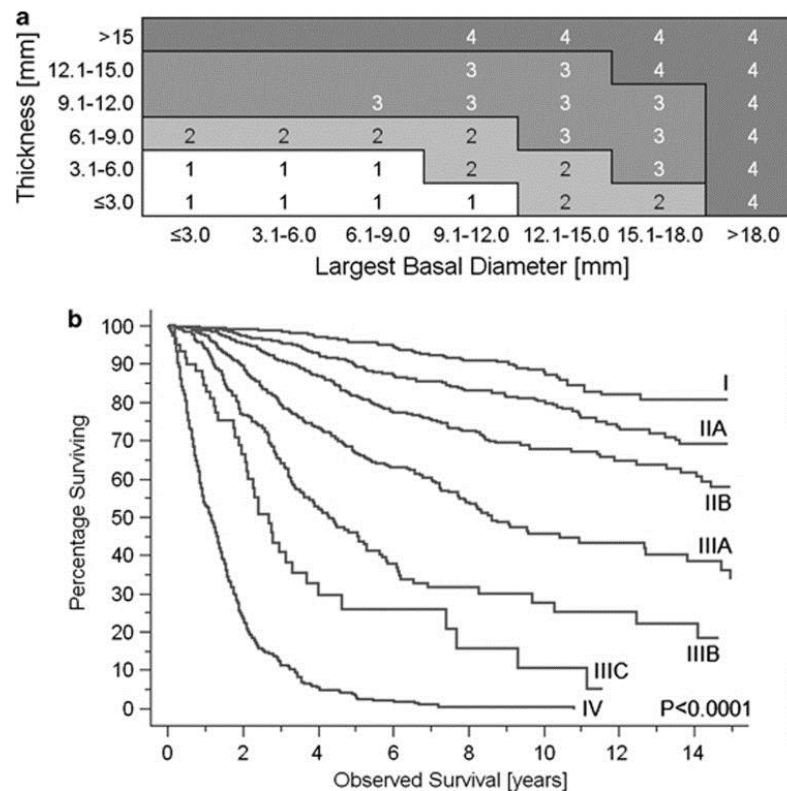 a
Thickness [mm]
>15 4 4 4 4
12.1-15.0 3 3 4 4
9.1-12.0 3 3 3 3 4
6.1-9.0 2 2 2 2 3 3 4
3.1-6.0 1 1 1 2 2 3 4
≤3.0 1 1 1 1 2 2 4
≤3.0 3.1-6.0 6.1-9.0 9.1-12.0 12.1-15.0 15.1-18.0 >18.0
Largest Basal Diameter [mm]
b
Percentage Surviving
100
90
80
70
60
50
40
30
20
10
0
I
IIA
IIB
IIIA
IIIB
IIIC
IV
P<0.0001
0 2 4 6 8 10 12 14
Observed Survival [years]